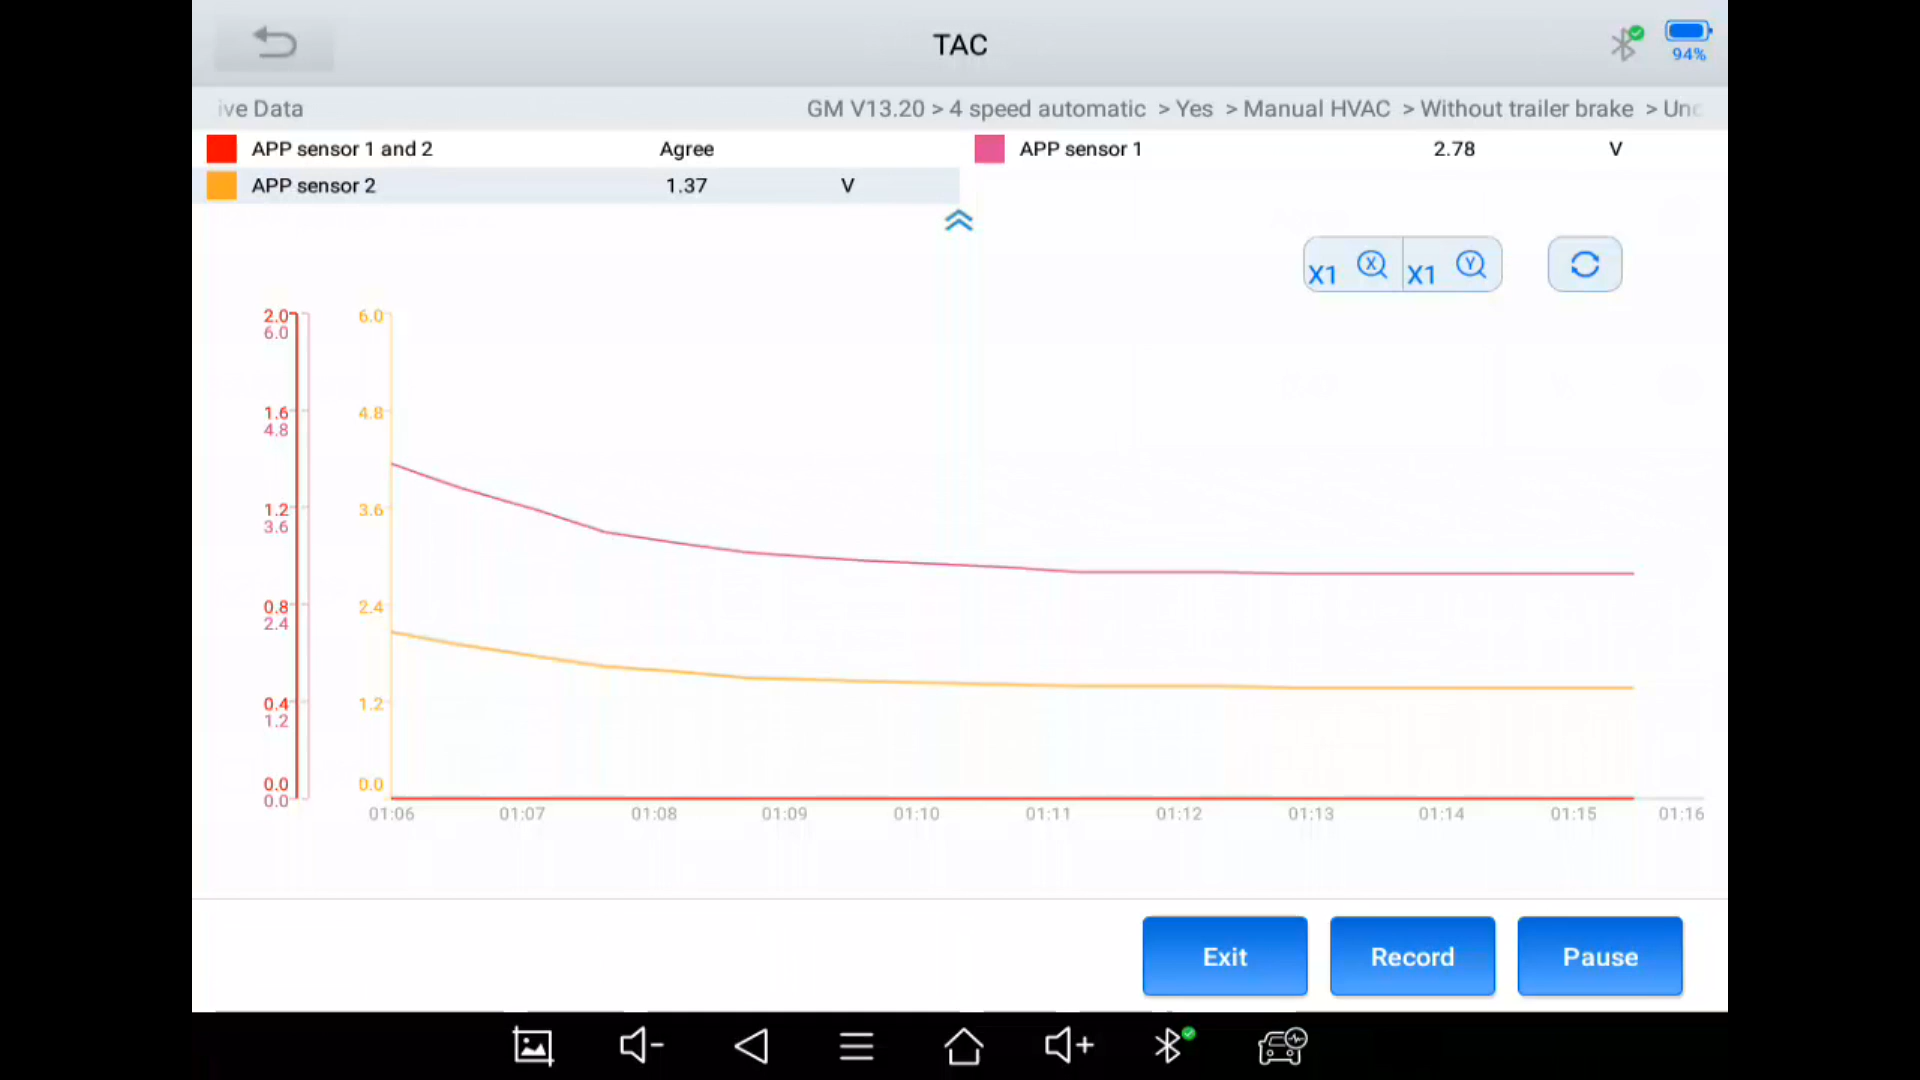 TAC
94%
ive Data
GM V13.20 > 4 speed automatic > Yes > Manual HVAC > Without trailer brake > Unc
APP sensor 1 and 2 Agree
APP sensor 1 2.78 V
APP sensor 2 1.37 V
X1 X X1 Y
2.0 6.0
6.0
1.6 4.8
4.8
1.2 3.6
3.6
0.8 2.4
2.4
0.4 1.2
1.2
0.0 0.0
0.0
01:06 01:07 01:08 01:09 01:10 01:11 01:12 01:13 01:14 01:15 01:16
Exit Record Pause